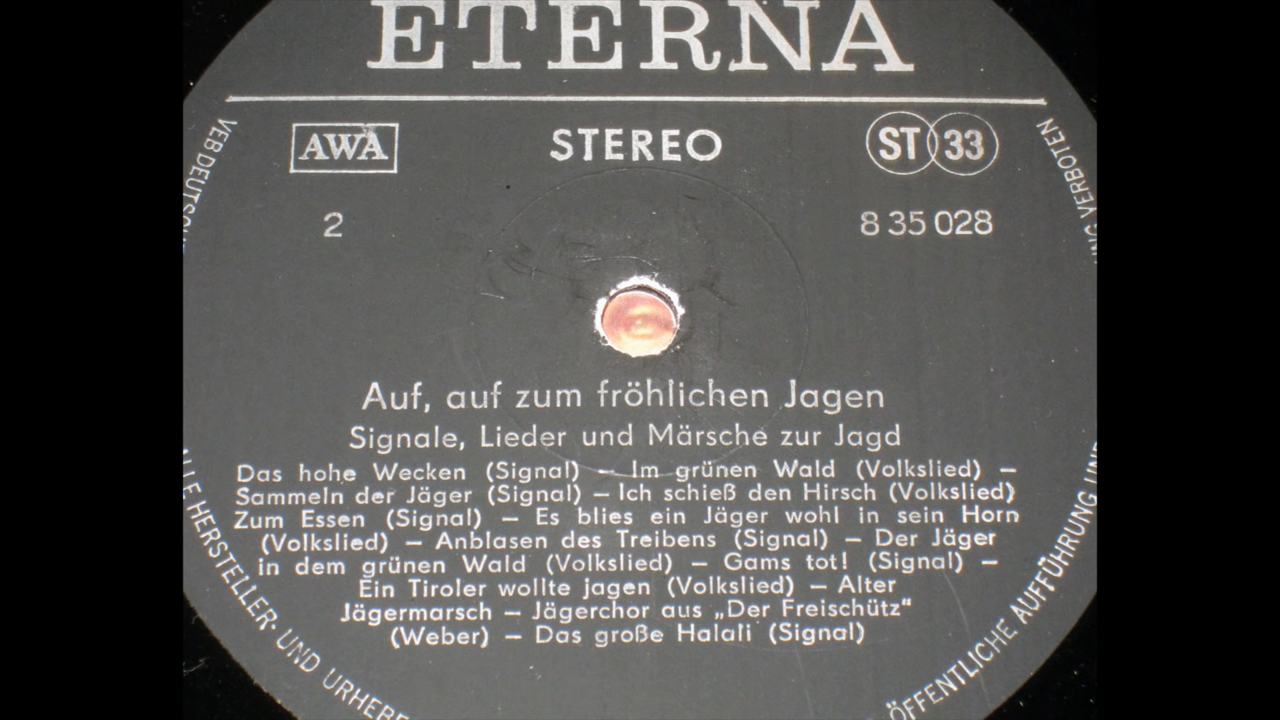 ETERNA
AWA
STEREO
ST 33
2
8 35 028
Auf, auf zum fröhlichen Jagen
Signale, Lieder und Märsche zur Jagd
Das hohe Wecken (Signal) – Im grünen Wald (Volkslied) –
Sammeln der Jäger (Signal) – Ich schieß den Hirsch (Volkslied)
Zum Essen (Signal) – Es blies ein Jäger wohl in sein Horn
(Volkslied) – Anblasen des Treibens (Signal) – Der Jäger
in dem grünen Wald (Volkslied) – Gams tot! (Signal) –
Ein Tiroler wollte jagen (Volkslied) – Alter
Jägermarsch – Jägerchor aus „Der Freischütz“
(Weber) – Das große Halali (Signal)
VEB
ALLE HERSTELLER- UND
ÖFFENTLICHE AUFFÜHRUNG UND
VERBOTEN